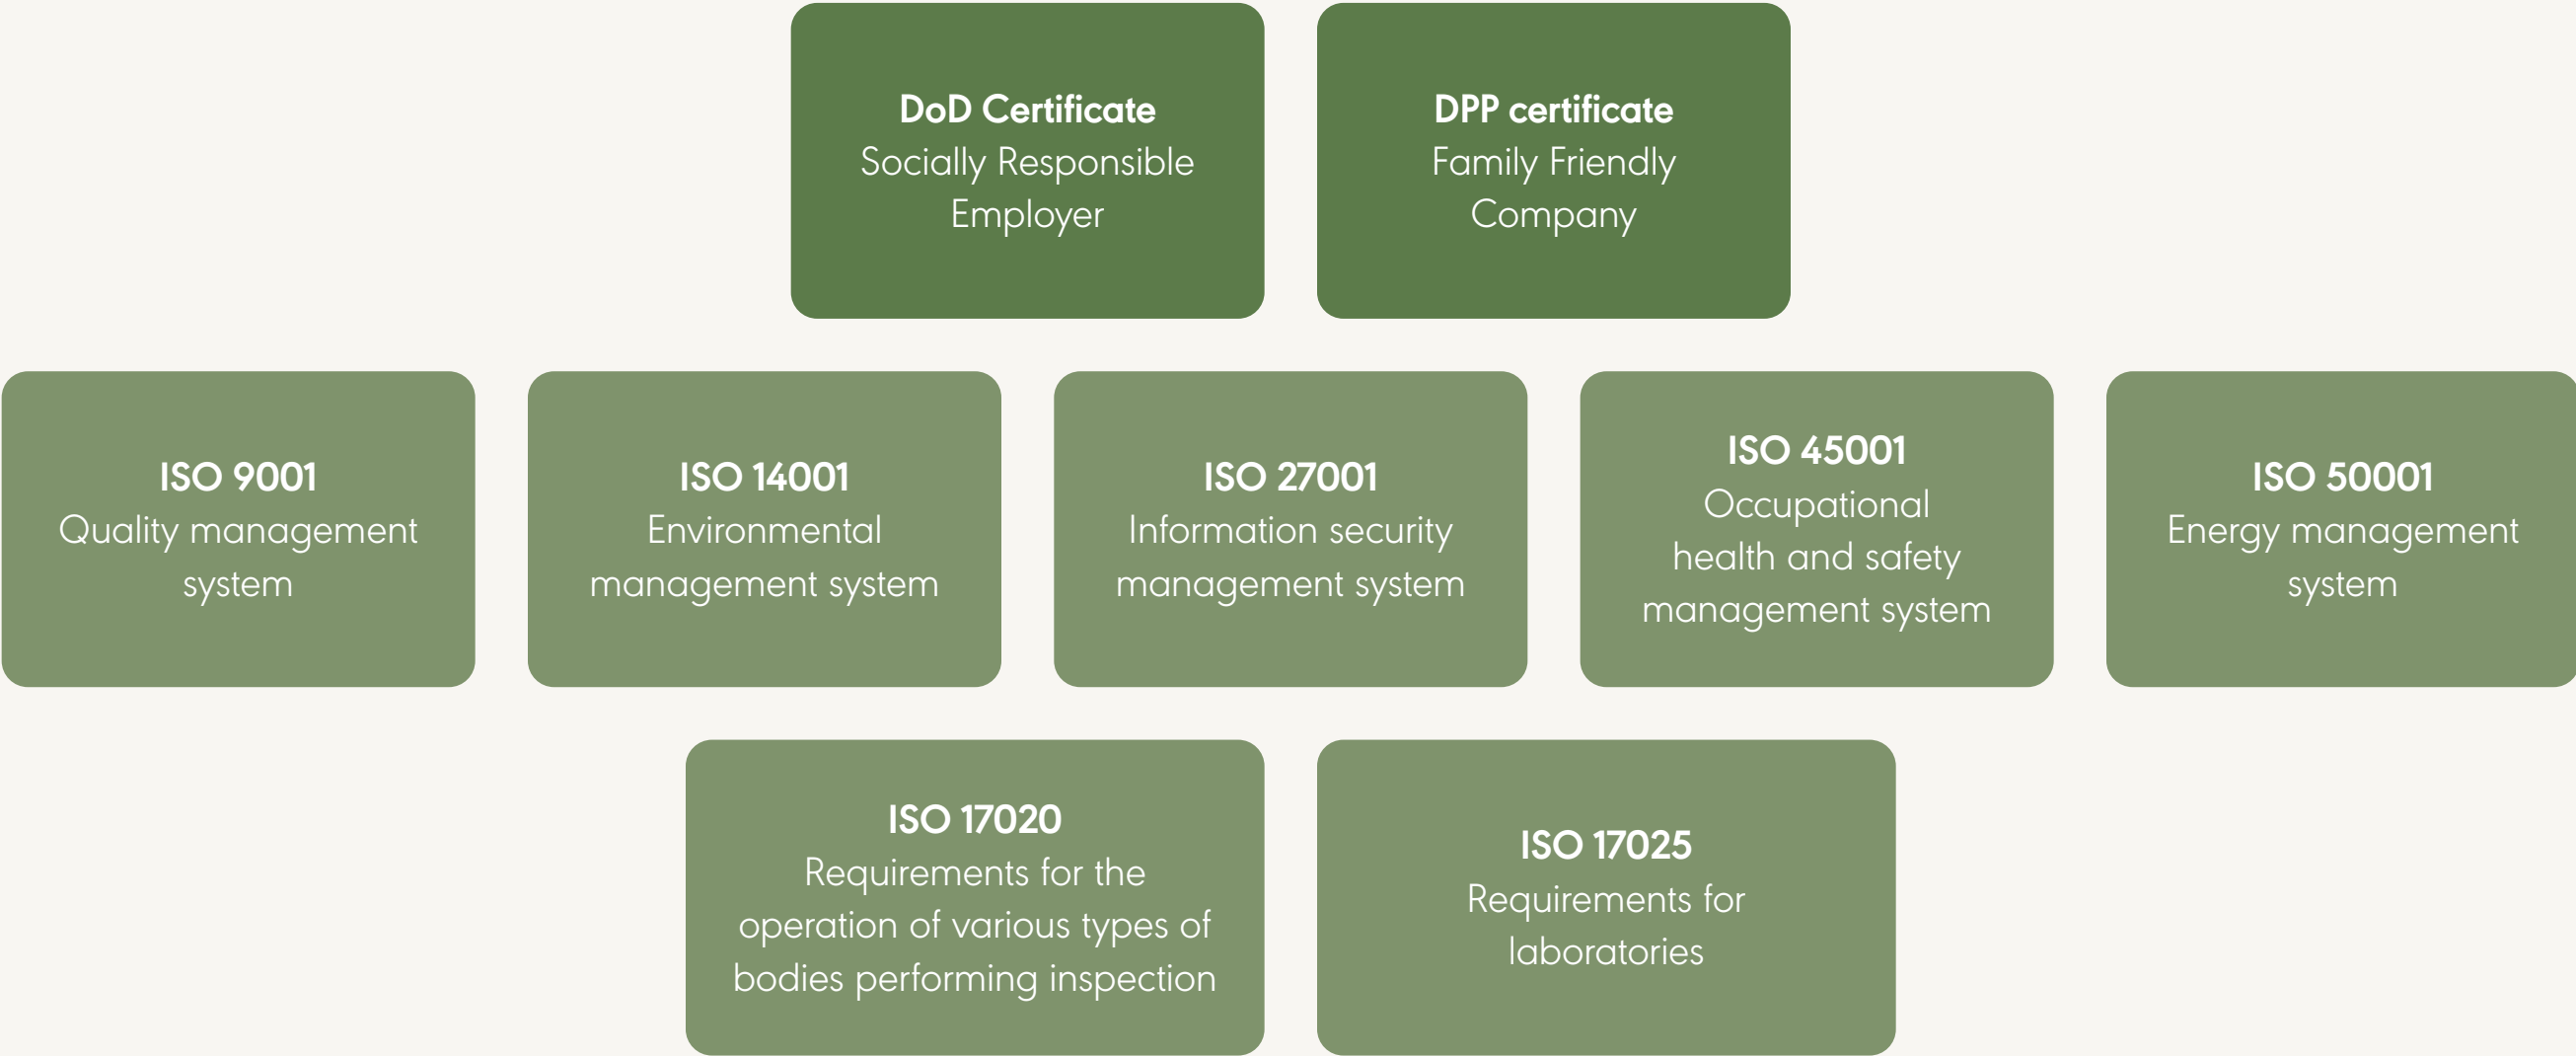 DoD Certificate
Socially Responsible
Employer
DPP certificate
Family Friendly
Company
ISO 9001
Quality management
system
ISO 14001
Environmental
management system
ISO 27001
Information security
management system
ISO 45001
Occupational
health and safety
management system
ISO 50001
Energy management
system
ISO 17020
Requirements for the
operation of various types of
bodies performing inspection
ISO 17025
Requirements for
laboratories